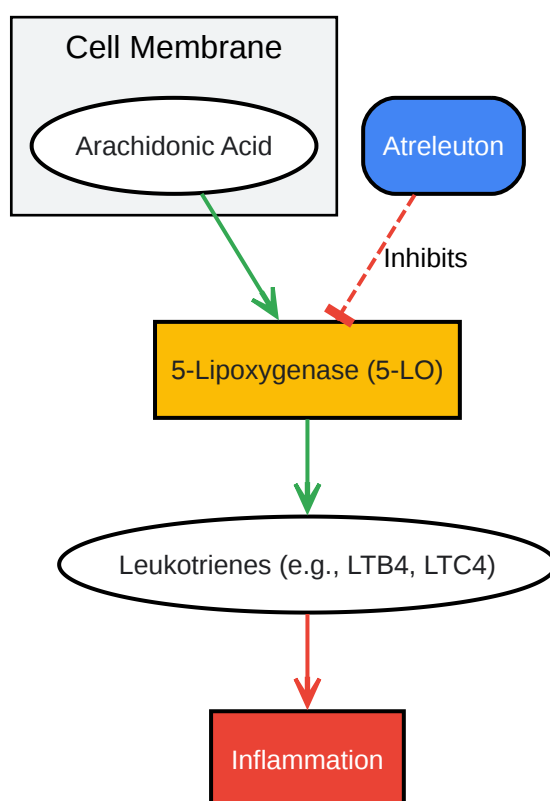 Cell Membrane
Arachidonic Acid
Atreleuton
Inhibits
5-Lipoxygenase (5-LO)
Leukotrienes (e.g., LTB4, LTC4)
Inflammation